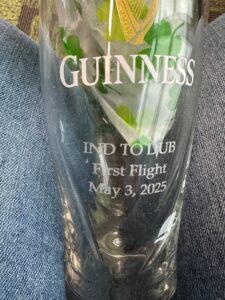 GUINNESS
IND TO DUB
First Flight
May 3, 2025